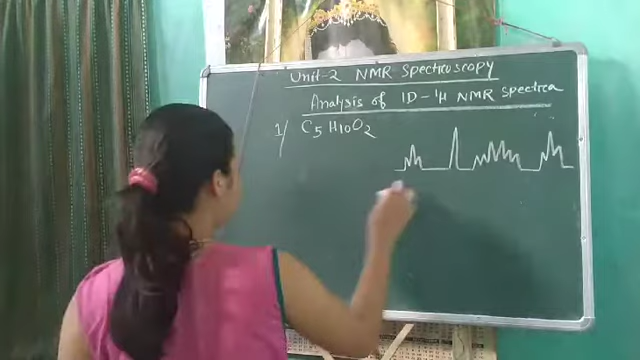 Unit-2 NMR Spectroscopy
Analysis of 1D-¹H NMR Spectra
1/ C₅H₁₀O₂